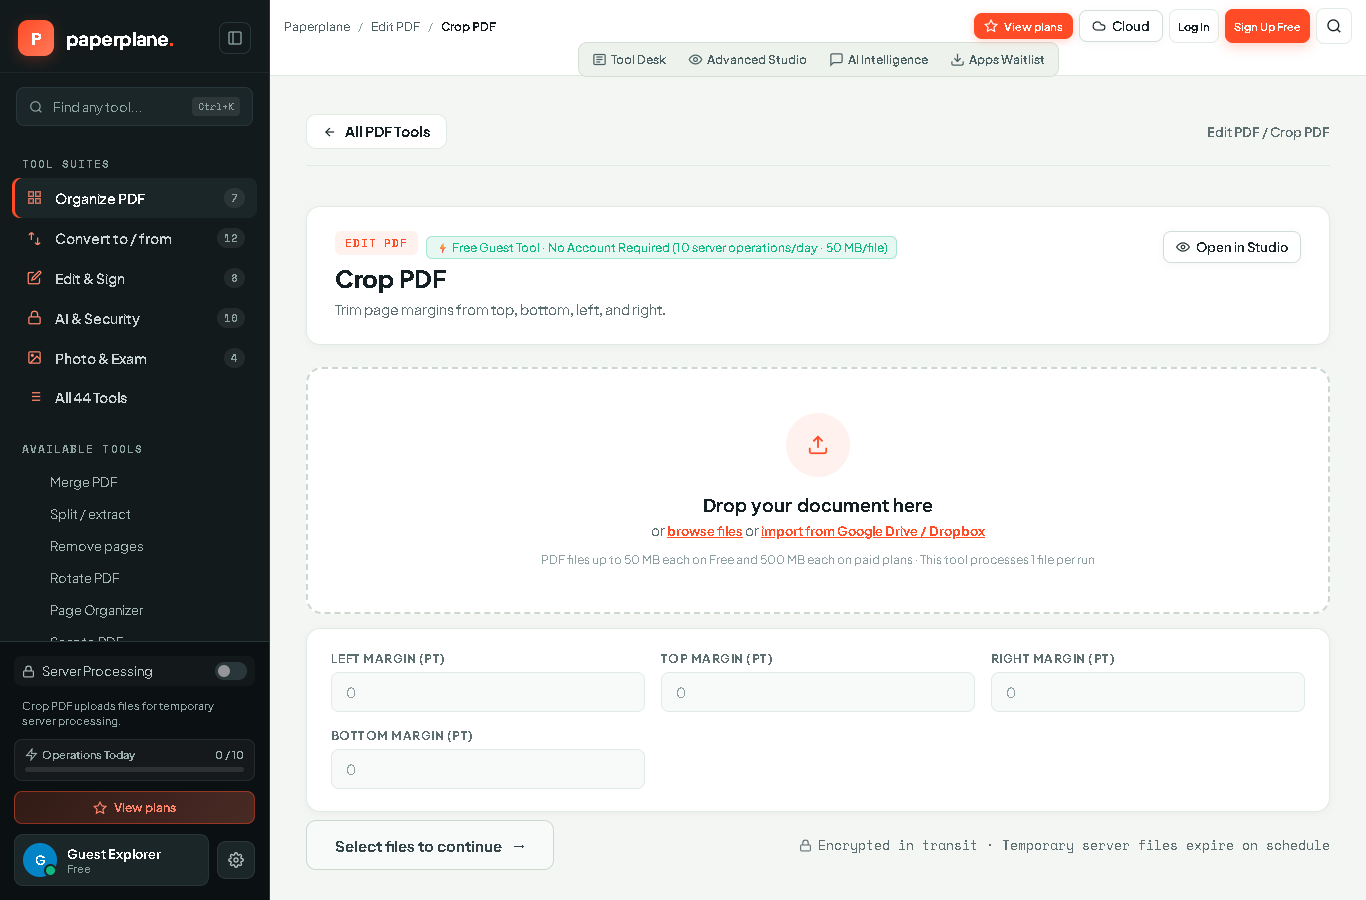 P paperplane.
Find any tool...
Ctrl+K
TOOL SUITES
Organize PDF 7
Convert to / from 12
Edit & Sign 8
AI & Security 10
Photo & Exam 4
All 44 Tools
AVAILABLE TOOLS
Merge PDF
Split / extract
Remove pages
Rotate PDF
Page Organizer
Server Processing
Crop PDF uploads files for temporary
server processing.
Operations Today 0 / 10
View plans
G
Guest Explorer
Free
Paperplane / Edit PDF / Crop PDF
View plans
Cloud
Log In
Sign Up Free
Tool Desk
Advanced Studio
AI Intelligence
Apps Waitlist
← All PDF Tools
Edit PDF / Crop PDF
EDIT PDF
Free Guest Tool · No Account Required (10 server operations/day · 50 MB/file)
Open in Studio
Crop PDF
Trim page margins from top, bottom, left, and right.
Drop your document here
or browse files or import from Google Drive / Dropbox
PDF files up to 50 MB each on Free and 500 MB each on paid plans · This tool processes 1 file per run
LEFT MARGIN (PT)
0
TOP MARGIN (PT)
0
RIGHT MARGIN (PT)
0
BOTTOM MARGIN (PT)
0
Select files to continue →
Encrypted in transit · Temporary server files expire on schedule